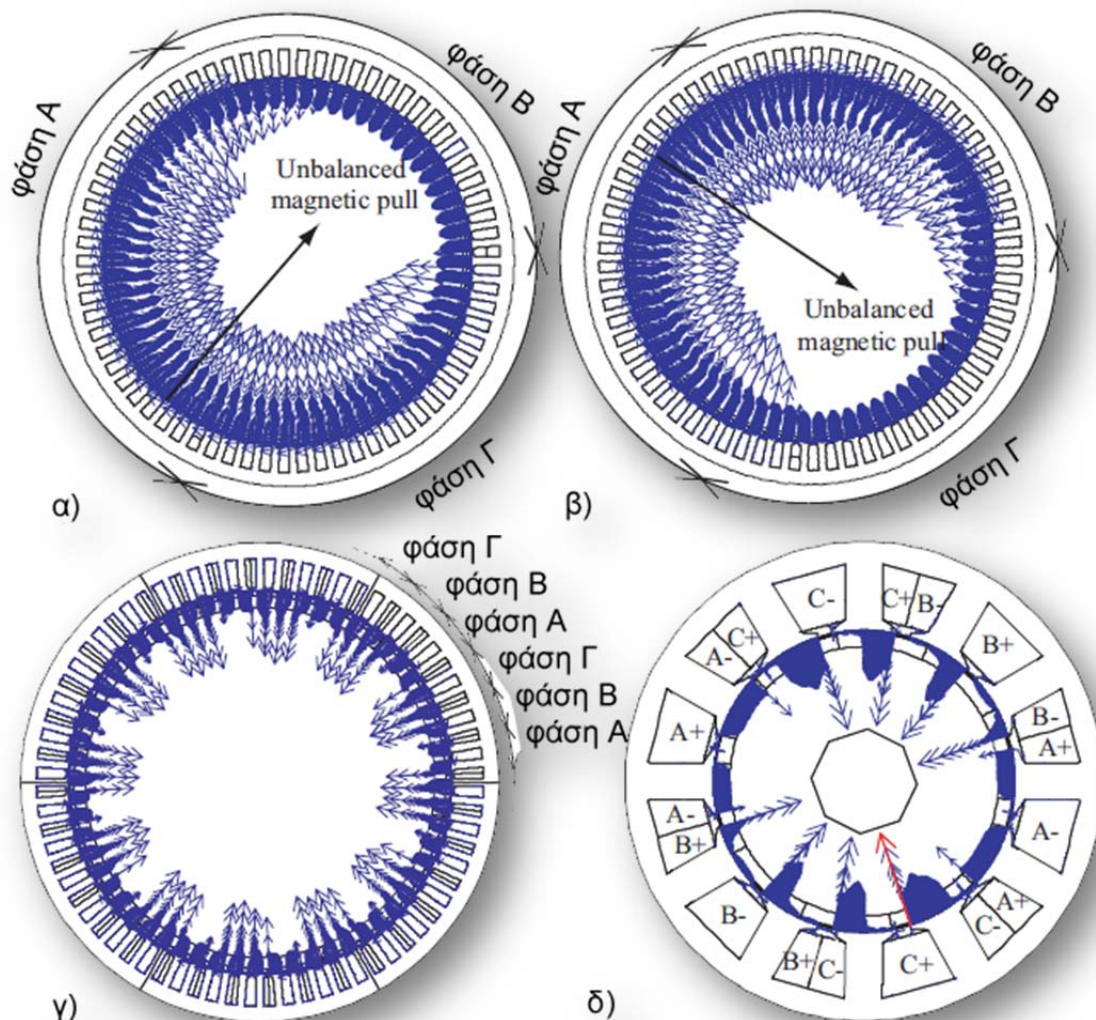 φάση Α
φάση Β
Unbalanced
magnetic pull
φάση Γ
α)
φάση Α
φάση Β
Unbalanced
magnetic pull
φάση Γ
β)
φάση Γ
φάση Β
φάση Α
φάση Γ
φάση Β
φάση Α
γ)
C-
C+
B-
B+
B-
A+
A-
A+
C-
C+
C-
B+
B-
B+
A-
A+
A-
C+
δ)